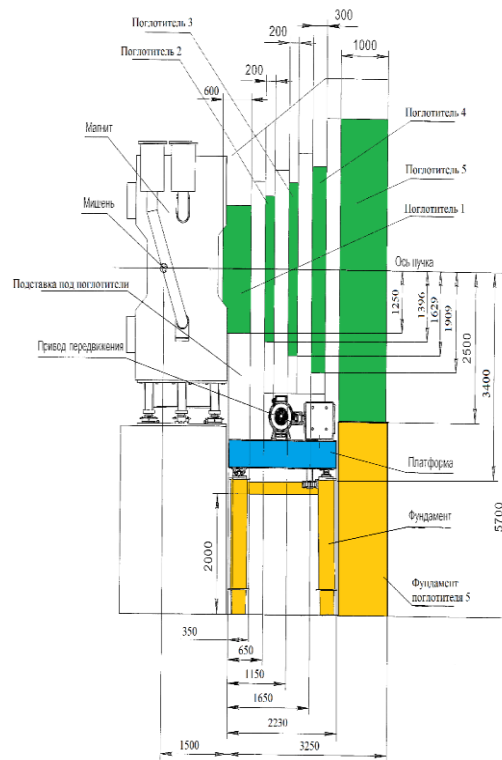 300
Поглотитель 3
200
1000
Поглотитель 2
200
600
Магнит
Поглотитель 4
Поглотитель 5
Мишень
Поглотитель 1
Ось пучка
Подставка под поглотители
1250
1396
1629
1909
2500
3400
Привод передвижения
Платформа
5700
2000
Фундамент
Фундамент
поглотителя 5
350
650
1150
1650
2230
1500
3250